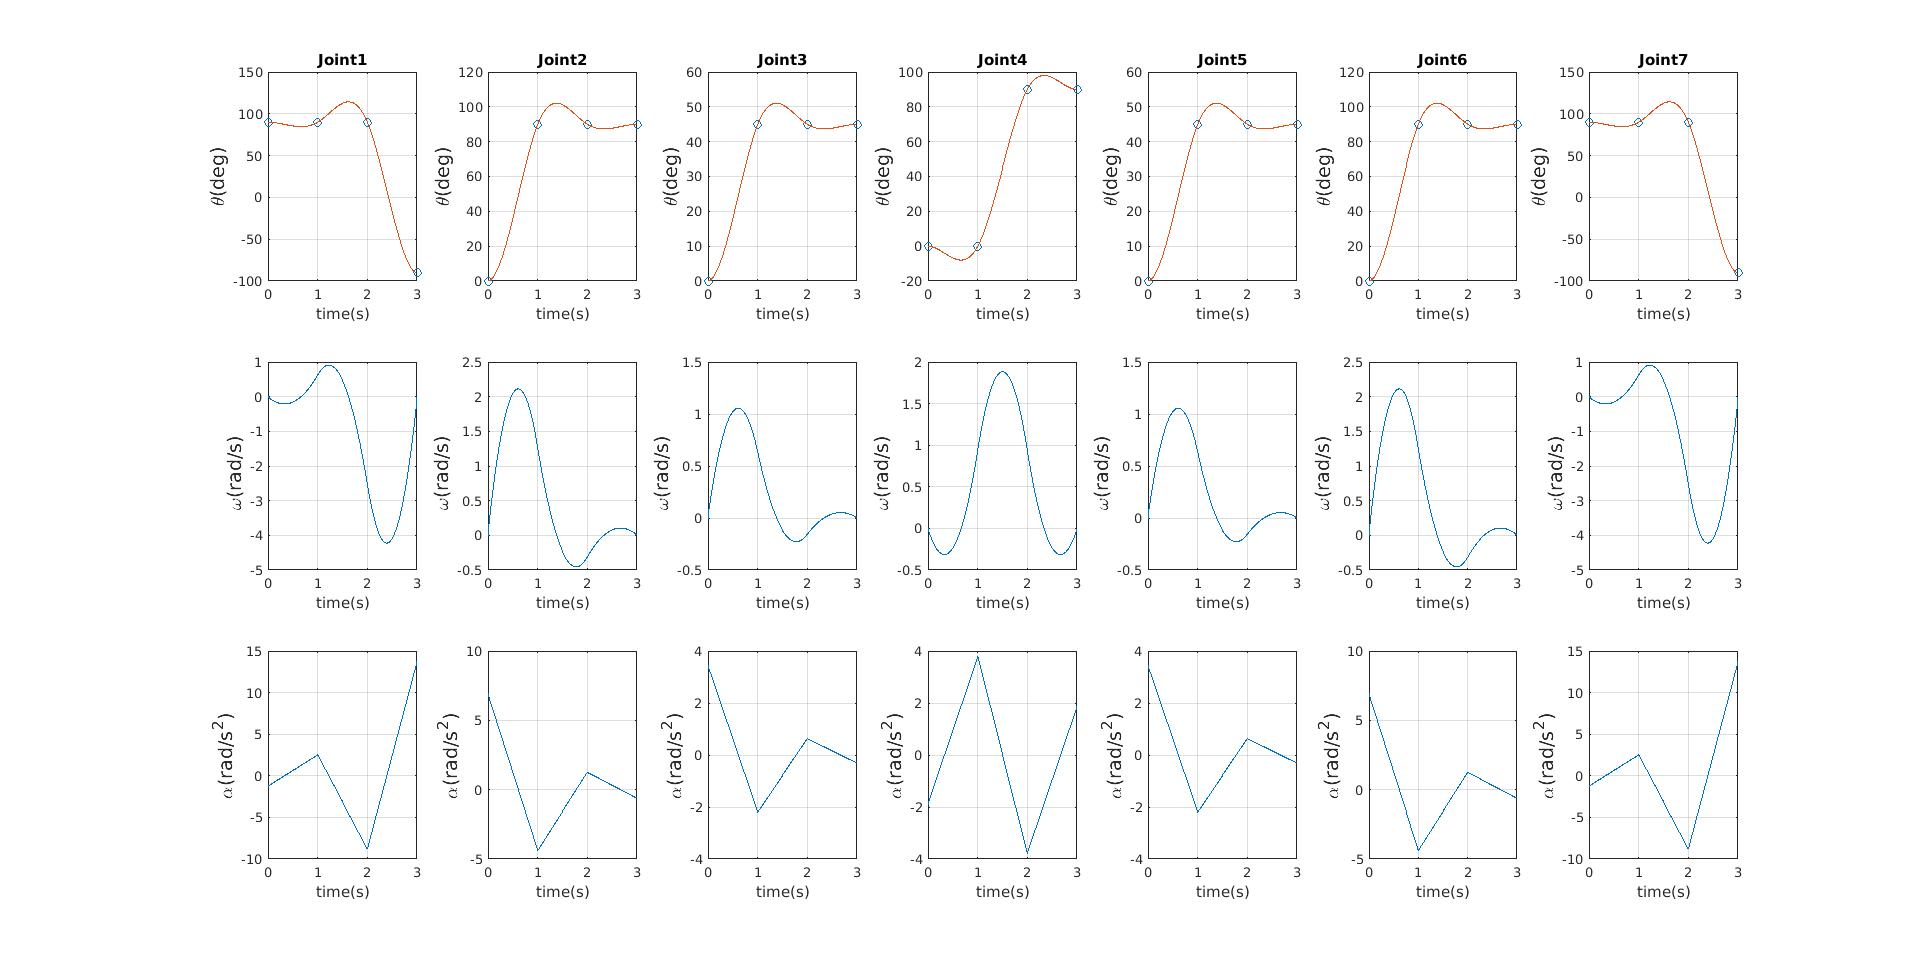 Joint1 Joint2 Joint3 Joint4 Joint5 Joint6 Joint7
150 120 60 100 60 120 150
100 100 50 80 50 100 100
50 80 40 60 40 80 50
0 60 30 40 30 60 0
-50 40 20 20 20 40 -50
-100 20 10 0 10 20 -100
0 0 -20 0 0
θ(deg) θ(deg) θ(deg) θ(deg) θ(deg) θ(deg) θ(deg)
0 1 2 3 0 1 2 3 0 1 2 3 0 1 2 3 0 1 2 3 0 1 2 3 0 1 2 3
time(s) time(s) time(s) time(s) time(s) time(s) time(s)
1 2.5 1.5 2 1.5 2.5 1
0 2 1 1.5 1 2 0
-1 1.5 0.5 1 0.5 1.5 -1
-2 1 0 0.5 0 1 -2
-3 0.5 -0.5 0 -0.5 0.5 -3
-4 0 -0.5 0 -4
-5 -0.5 -0.5 -5
ω(rad/s) ω(rad/s) ω(rad/s) ω(rad/s) ω(rad/s) ω(rad/s) ω(rad/s)
0 1 2 3 0 1 2 3 0 1 2 3 0 1 2 3 0 1 2 3 0 1 2 3 0 1 2 3
time(s) time(s) time(s) time(s) time(s) time(s) time(s)
15 10 4 4 4 10 15
10 5 2 2 2 5 10
5 0 0 0 0 0 5
0 -5 -2 -2 -2 -5 0
-5 -4 -4 -4 -5
-10 -10
α(rad/s²) α(rad/s²) α(rad/s²) α(rad/s²) α(rad/s²) α(rad/s²) α(rad/s²)
0 1 2 3 0 1 2 3 0 1 2 3 0 1 2 3 0 1 2 3 0 1 2 3 0 1 2 3
time(s) time(s) time(s) time(s) time(s) time(s) time(s)